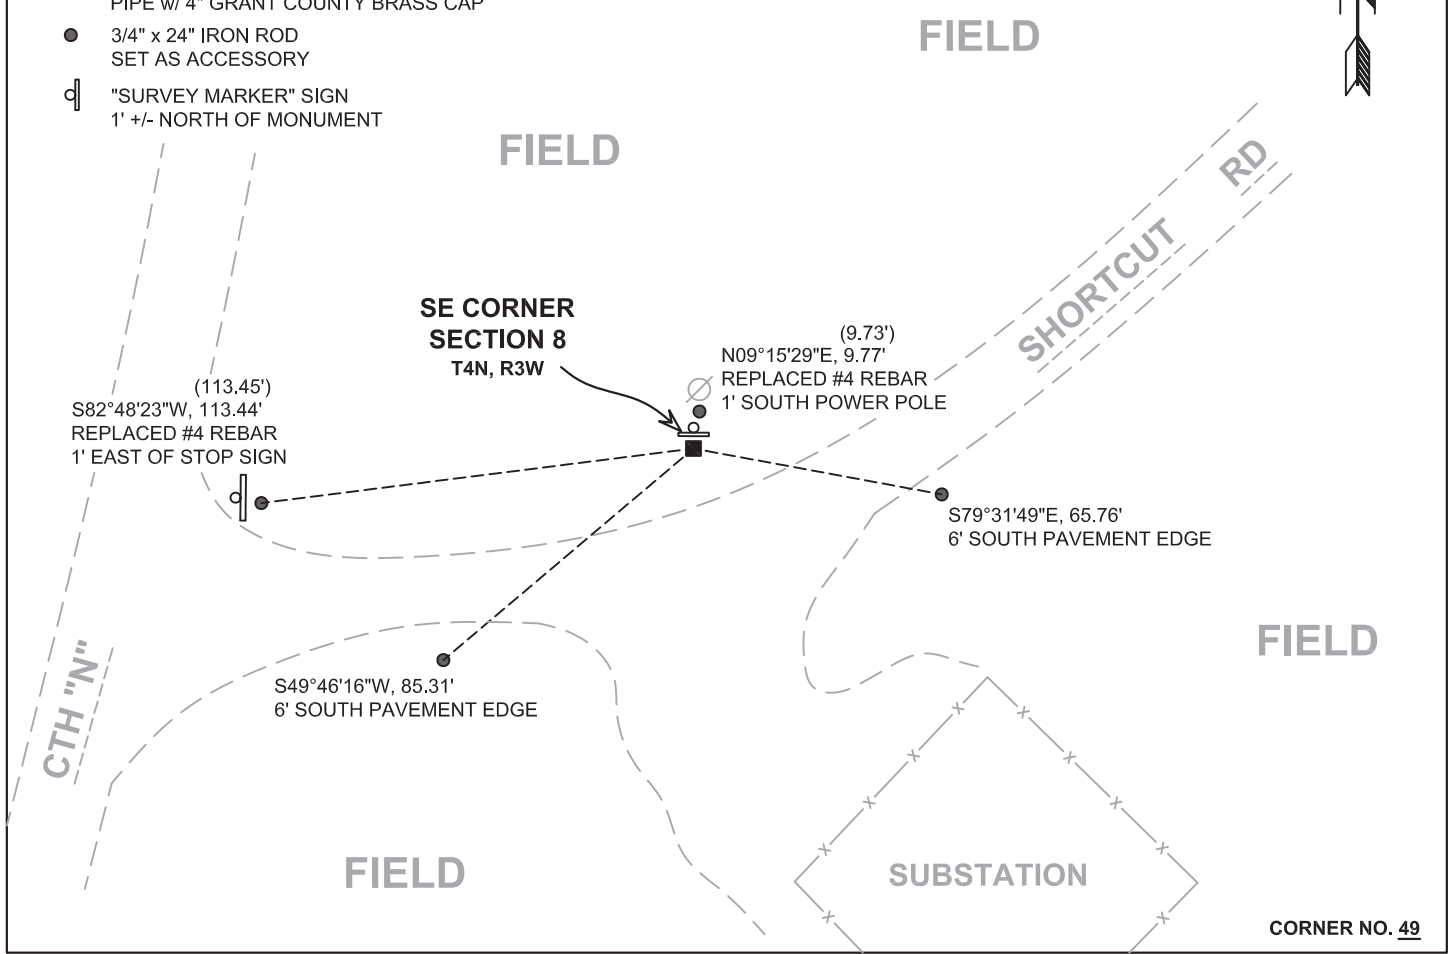 PIPE w/ 4" GRANT COUNTY BRASS CAP
3/4" x 24" IRON ROD
SET AS ACCESSORY
"SURVEY MARKER" SIGN
1' +/- NORTH OF MONUMENT
FIELD
FIELD
SHORTCUT RD
SE CORNER
SECTION 8
T4N, R3W
(9.73')
N09°15'29"E, 9.77'
REPLACED #4 REBAR
1' SOUTH POWER POLE
(113.45')
S82°48'23"W, 113.44'
REPLACED #4 REBAR
1' EAST OF STOP SIGN
S79°31'49"E, 65.76'
6' SOUTH PAVEMENT EDGE
FIELD
S49°46'16"W, 85.31'
6' SOUTH PAVEMENT EDGE
CTH "N"
FIELD
SUBSTATION
CORNER NO. 49